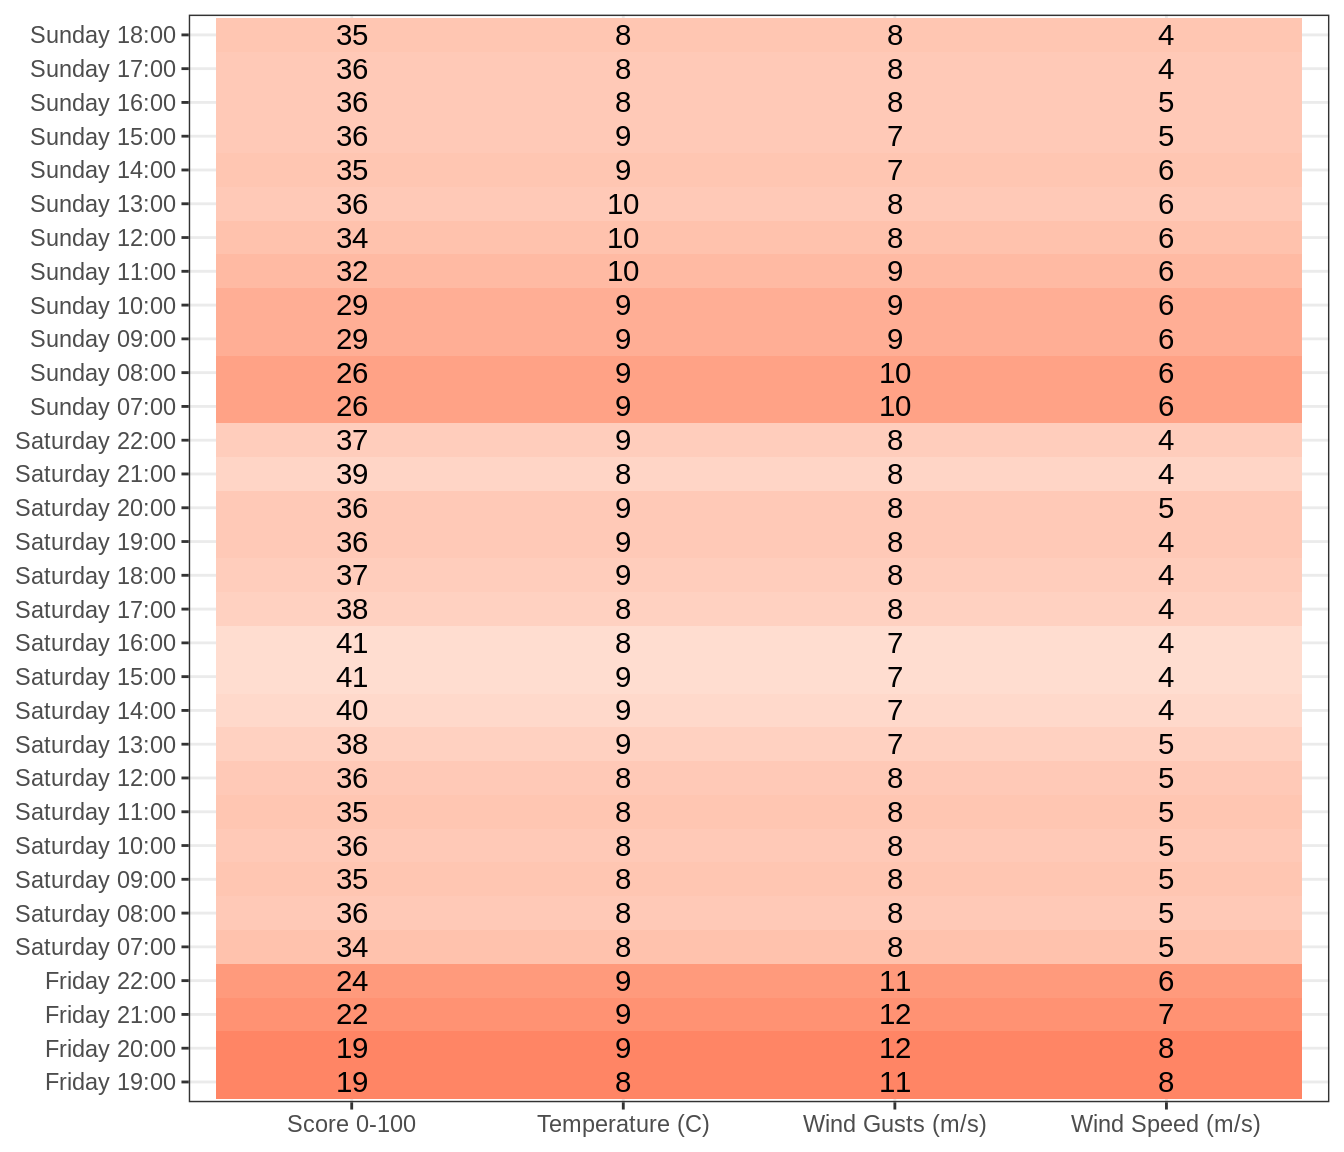 Sunday 18:00 35 8 8 4
Sunday 17:00 36 8 8 4
Sunday 16:00 36 8 8 5
Sunday 15:00 36 9 7 5
Sunday 14:00 35 9 7 6
Sunday 13:00 36 10 8 6
Sunday 12:00 34 10 8 6
Sunday 11:00 32 10 9 6
Sunday 10:00 29 9 9 6
Sunday 09:00 29 9 9 6
Sunday 08:00 26 9 10 6
Sunday 07:00 26 9 10 6
Saturday 22:00 37 9 8 4
Saturday 21:00 39 8 8 4
Saturday 20:00 36 9 8 5
Saturday 19:00 36 9 8 4
Saturday 18:00 37 9 8 4
Saturday 17:00 38 8 8 4
Saturday 16:00 41 8 7 4
Saturday 15:00 41 9 7 4
Saturday 14:00 40 9 7 4
Saturday 13:00 38 9 7 5
Saturday 12:00 36 8 8 5
Saturday 11:00 35 8 8 5
Saturday 10:00 36 8 8 5
Saturday 09:00 35 8 8 5
Saturday 08:00 36 8 8 5
Saturday 07:00 34 8 8 5
Friday 22:00 24 9 11 6
Friday 21:00 22 9 12 7
Friday 20:00 19 9 12 8
Friday 19:00 19 8 11 8
Score 0-100 Temperature (C) Wind Gusts (m/s) Wind Speed (m/s)